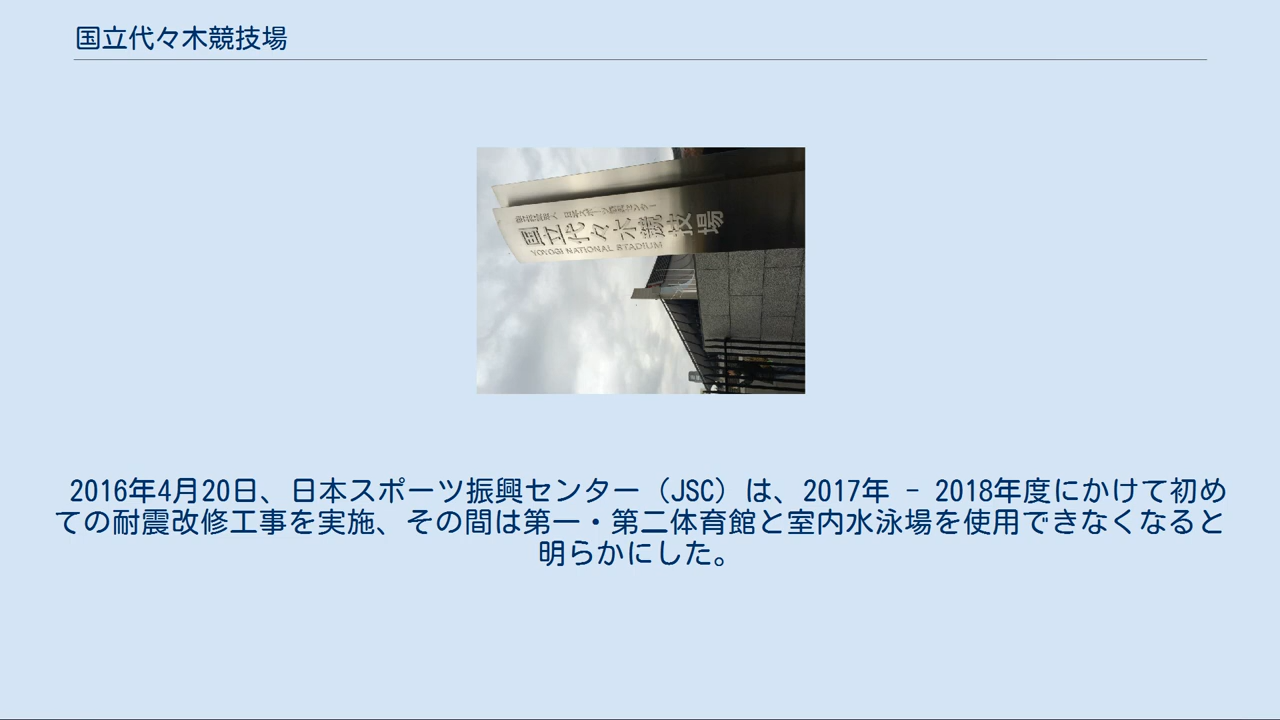 国立代々木競技場
国立代々木競技場
YOYOGI NATIONAL STADIUM
2016年4月20日、日本スポーツ振興センター（JSC）は、2017年 - 2018年度にかけて初め
ての耐震改修工事を実施、その間は第一・第二体育館と室内水泳場を使用できなくなると
明らかにした。